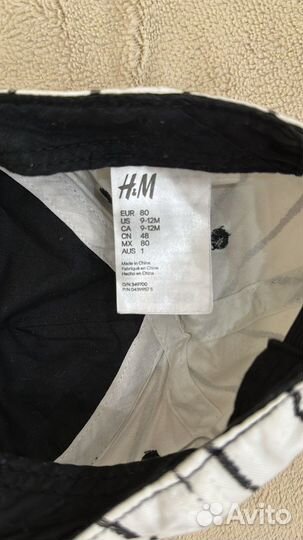 H&M
EUR 80
US 9-12M
CA 9-12M
CN 48
MX 80
AUS 1
Made in China
Fabriqué en Chine
Hecho en China
O/N 349700
Avito